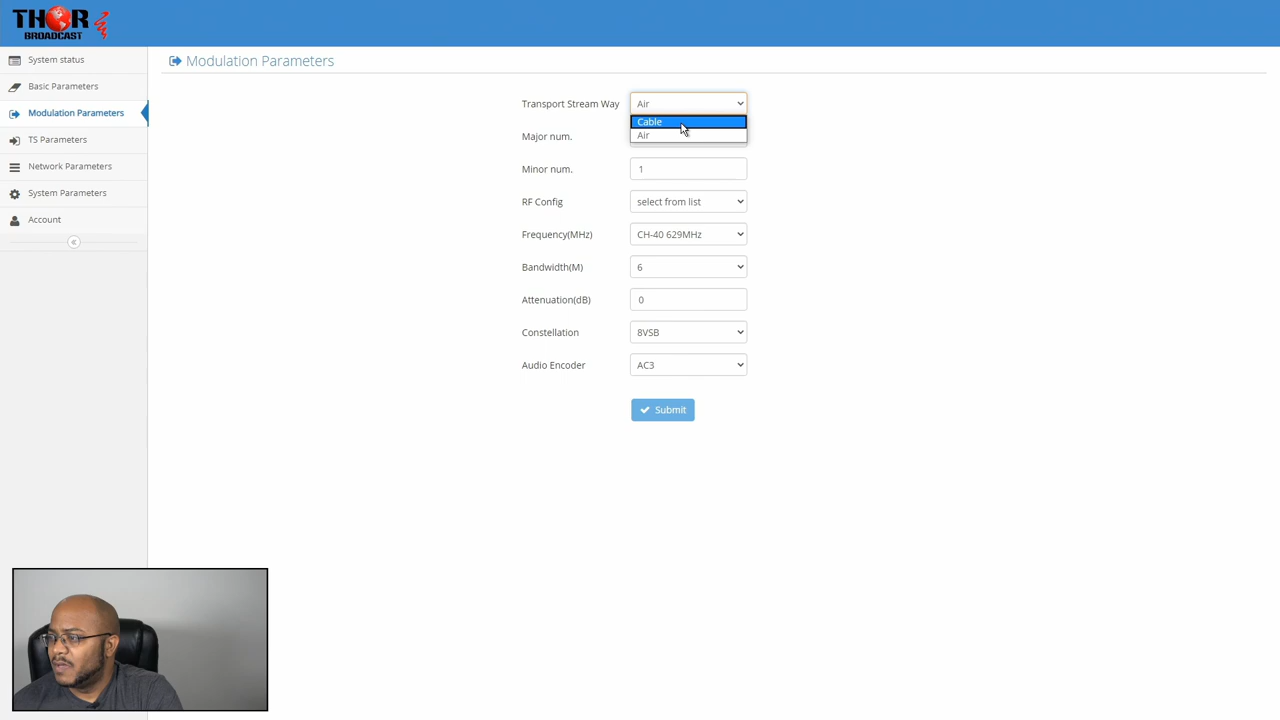 THOR
BROADCAST
System status
Basic Parameters
Modulation Parameters
TS Parameters
Network Parameters
System Parameters
Account
Modulation Parameters
Transport Stream Way Air
Cable
Air
Major num.
Minor num. 1
RF Config select from list
Frequency(MHz) CH-40 629MHz
Bandwidth(M) 6
Attenuation(dB) 0
Constellation 8VSB
Audio Encoder AC3
Submit